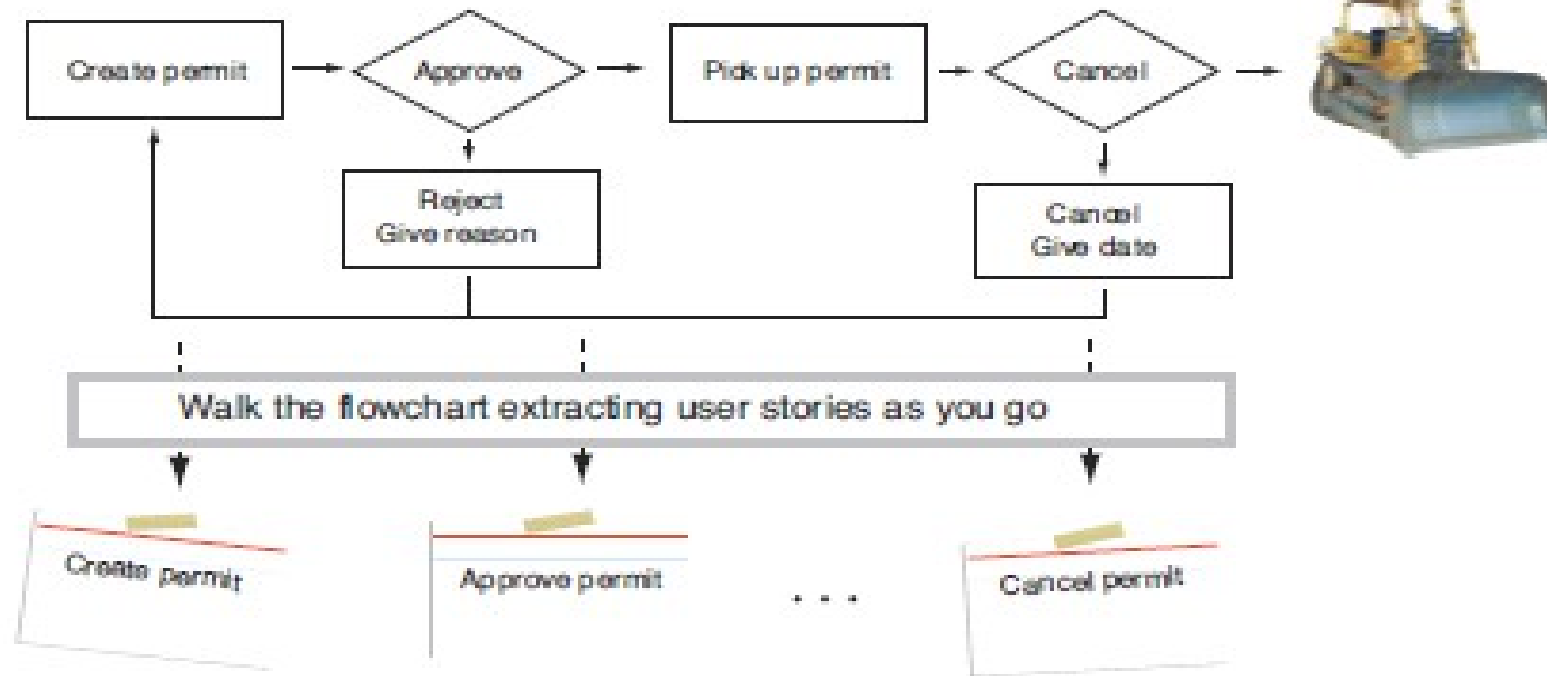 Create permit
Approve
Pick up permit
Cancel
Reject
Give reason
Cancel
Give date
Walk the flowchart extracting user stories as you go
Create permit
Approve permit
. . .
Cancel permit